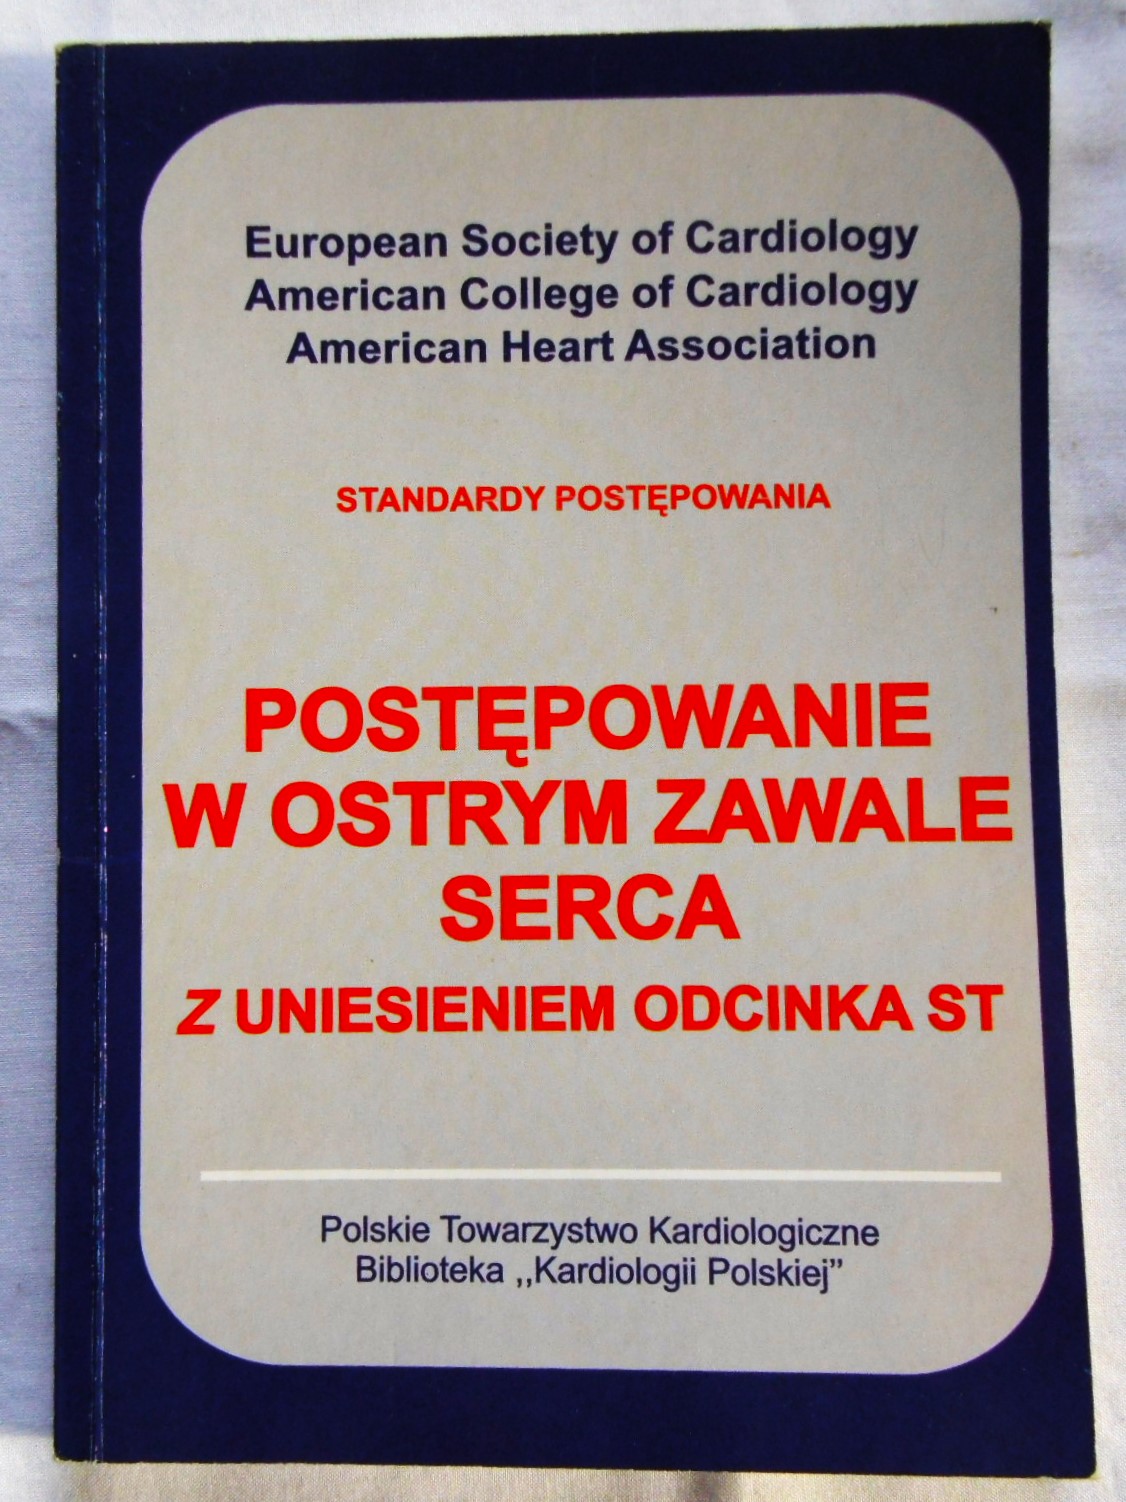 European Society of Cardiology
American College of Cardiology
American Heart Association
STANDARDY POSTĘPOWANIA
POSTĘPOWANIE
W OSTRYM ZAWALE
SERCA
Z UNIESIENIEM ODCINKA ST
Polskie Towarzystwo Kardiologiczne
Biblioteka ,,Kardiologii Polskiej”